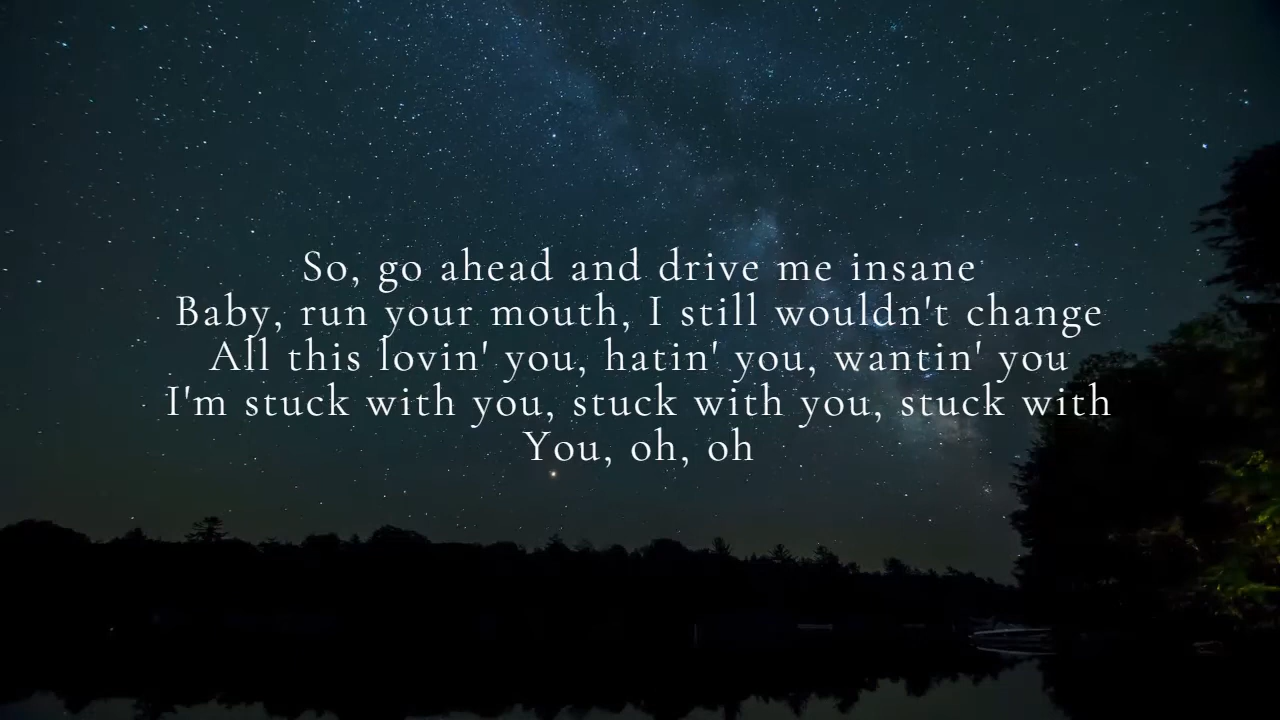 So, go ahead and drive me insane
Baby, run your mouth, I still wouldn't change
All this lovin' you, hatin' you, wantin' you
I'm stuck with you, stuck with you, stuck with
You, oh, oh